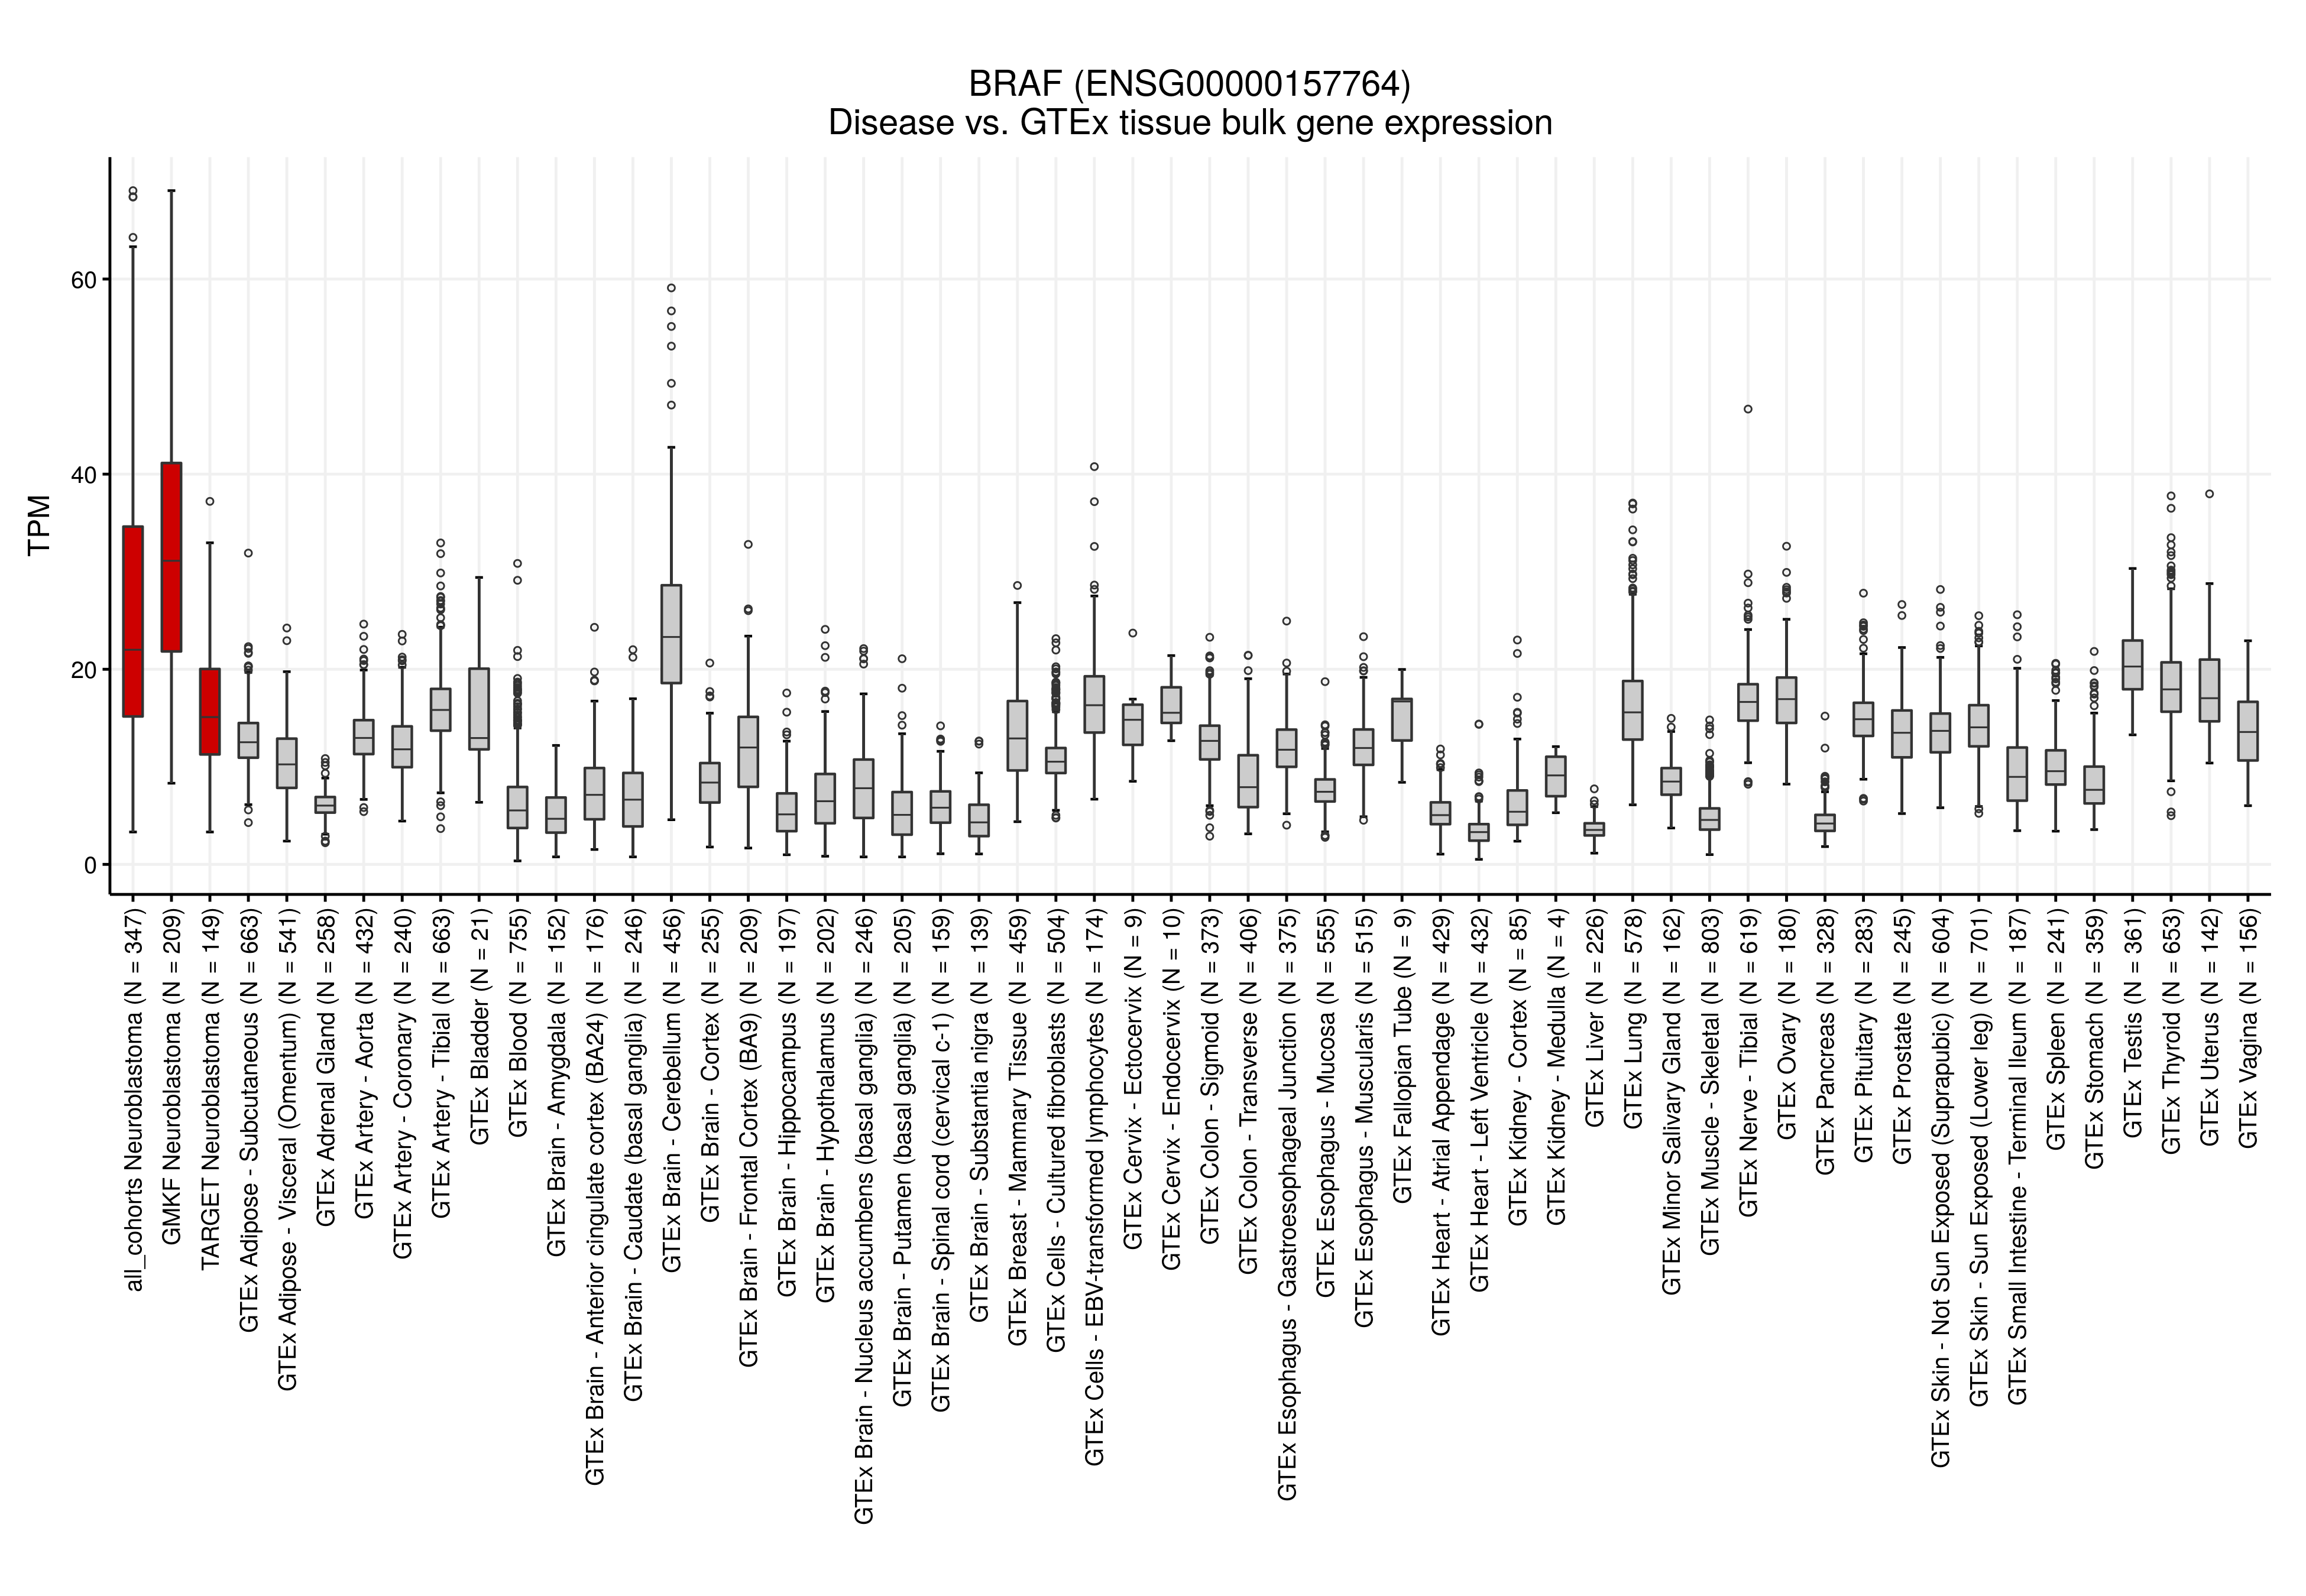 BRAF (ENSG00000157764)
Disease vs. GTEx tissue bulk gene expression
TPM
60
40
20
0
all_cohorts Neuroblastoma (N = 347)
GMKF Neuroblastoma (N = 209)
TARGET Neuroblastoma (N = 149)
GTEx Adipose - Subcutaneous (N = 663)
GTEx Adipose - Visceral (Omentum) (N = 541)
GTEx Adrenal Gland (N = 258)
GTEx Artery - Aorta (N = 432)
GTEx Artery - Coronary (N = 240)
GTEx Artery - Tibial (N = 663)
GTEx Bladder (N = 21)
GTEx Blood (N = 755)
GTEx Brain - Amygdala (N = 152)
GTEx Brain - Anterior cingulate cortex (BA24) (N = 176)
GTEx Brain - Caudate (basal ganglia) (N = 246)
GTEx Brain - Cerebellum (N = 456)
GTEx Brain - Cortex (N = 255)
GTEx Brain - Frontal Cortex (BA9) (N = 209)
GTEx Brain - Hippocampus (N = 197)
GTEx Brain - Hypothalamus (N = 202)
GTEx Brain - Nucleus accumbens (basal ganglia) (N = 246)
GTEx Brain - Putamen (basal ganglia) (N = 205)
GTEx Brain - Spinal cord (cervical c-1) (N = 159)
GTEx Brain - Substantia nigra (N = 139)
GTEx Breast - Mammary Tissue (N = 459)
GTEx Cells - Cultured fibroblasts (N = 504)
GTEx Cells - EBV-transformed lymphocytes (N = 174)
GTEx Cervix - Ectocervix (N = 9)
GTEx Cervix - Endocervix (N = 10)
GTEx Colon - Sigmoid (N = 373)
GTEx Colon - Transverse (N = 406)
GTEx Esophagus - Gastroesophageal Junction (N = 375)
GTEx Esophagus - Mucosa (N = 555)
GTEx Esophagus - Muscularis (N = 515)
GTEx Fallopian Tube (N = 9)
GTEx Heart - Atrial Appendage (N = 429)
GTEx Heart - Left Ventricle (N = 432)
GTEx Kidney - Cortex (N = 85)
GTEx Kidney - Medulla (N = 4)
GTEx Liver (N = 226)
GTEx Lung (N = 578)
GTEx Minor Salivary Gland (N = 162)
GTEx Muscle - Skeletal (N = 803)
GTEx Nerve - Tibial (N = 619)
GTEx Ovary (N = 180)
GTEx Pancreas (N = 328)
GTEx Pituitary (N = 283)
GTEx Prostate (N = 245)
GTEx Skin - Not Sun Exposed (Suprapubic) (N = 604)
GTEx Skin - Sun Exposed (Lower leg) (N = 701)
GTEx Small Intestine - Terminal Ileum (N = 187)
GTEx Spleen (N = 241)
GTEx Stomach (N = 359)
GTEx Testis (N = 361)
GTEx Thyroid (N = 653)
GTEx Uterus (N = 142)
GTEx Vagina (N = 156)